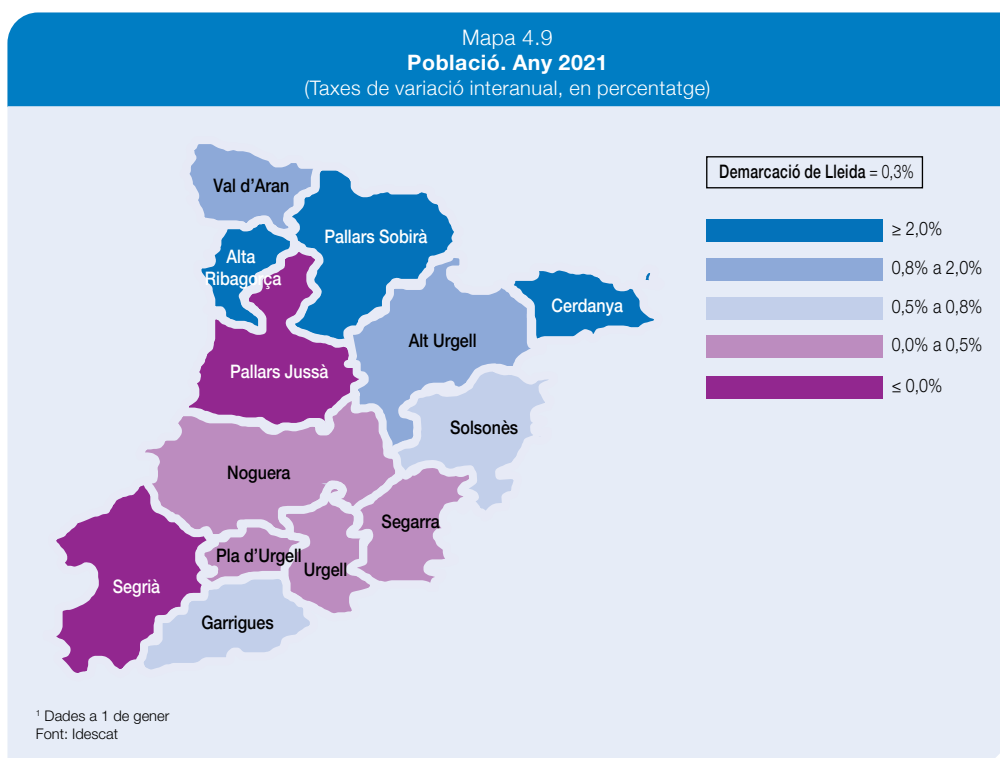 Mapa 4.9
Població. Any 2021
(Taxes de variació interanual, en percentatge)
Demarcació de Lleida = 0,3%
≥ 2,0%
0,8% a 2,0%
0,5% a 0,8%
0,0% a 0,5%
≤ 0,0%
Val d'Aran
Pallars Sobirà
Alta
Ribagorça
Cerdanya
Alt Urgell
Pallars Jussà
Solsonès
Noguera
Segarra
Pla d'Urgell
Urgell
Segrià
Garrigues
¹ Dades a 1 de gener
Font: Idescat